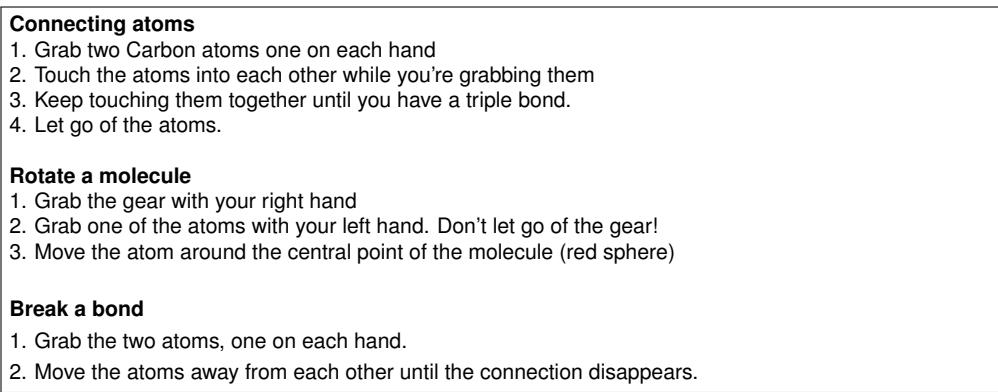 Connecting atoms
1. Grab two Carbon atoms one on each hand
2. Touch the atoms into each other while you're grabbing them
3. Keep touching them together until you have a triple bond.
4. Let go of the atoms.
Rotate a molecule
1. Grab the gear with your right hand
2. Grab one of the atoms with your left hand. Don't let go of the gear!
3. Move the atom around the central point of the molecule (red sphere)
Break a bond
1. Grab the two atoms, one on each hand.
2. Move the atoms away from each other until the connection disappears.